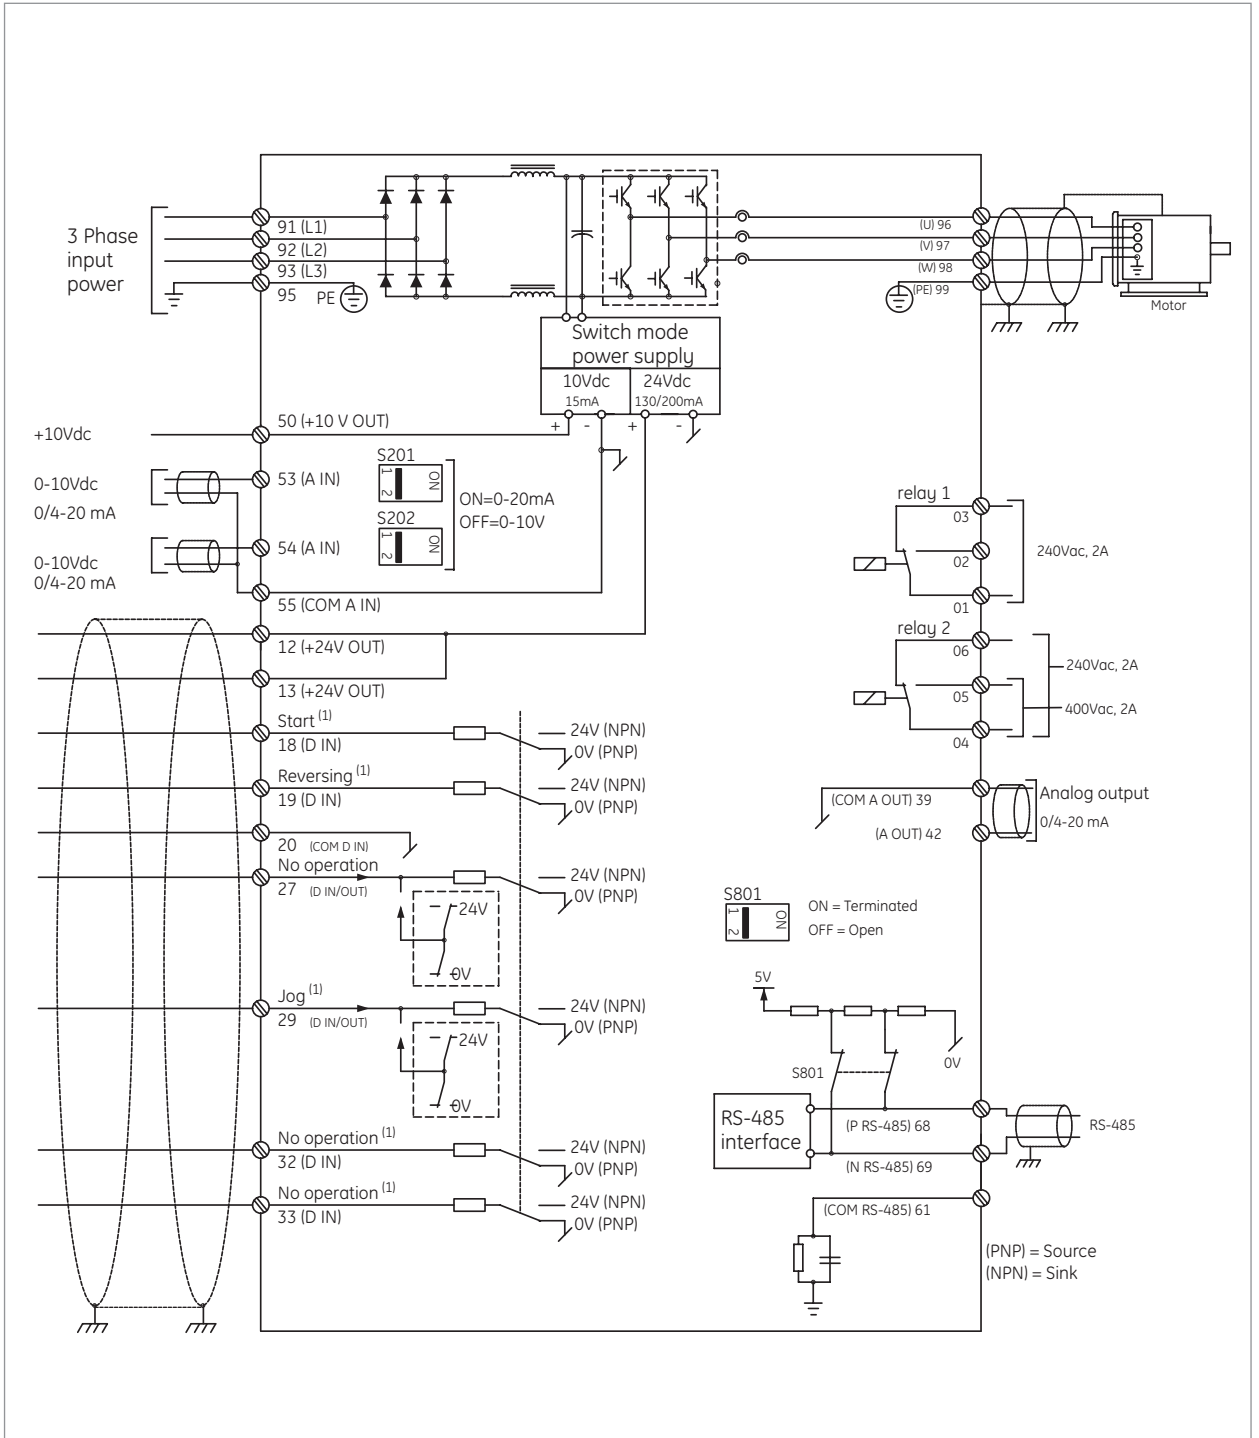 3 Phase
input
power
91 (L1)
92 (L2)
93 (L3)
95 PE
(U) 96
(V) 97
(W) 98
(PE) 99
Motor
Switch mode
power supply
10Vdc
15mA
24Vdc
130/200mA
+ - + -
+10Vdc
50 (+10 V OUT)
0-10Vdc
0/4-20 mA
53 (A IN)
S201
1
2
ON
ON=0-20mA
OFF=0-10V
S202
1
2
ON
0-10Vdc
0/4-20 mA
54 (A IN)
55 (COM A IN)
12 (+24V OUT)
13 (+24V OUT)
relay 1
03
02
01
240Vac, 2A
relay 2
06
05
04
240Vac, 2A
400Vac, 2A
Start (1)
18 (D IN)
24V (NPN)
0V (PNP)
Reversing (1)
19 (D IN)
24V (NPN)
0V (PNP)
20 (COM D IN)
No operation
27 (D IN/OUT)
24V (NPN)
0V (PNP)
24V
0V
Jog (1)
29 (D IN/OUT)
24V (NPN)
0V (PNP)
24V
0V
No operation (1)
32 (D IN)
24V (NPN)
0V (PNP)
No operation (1)
33 (D IN)
24V (NPN)
0V (PNP)
(COM A OUT) 39
(A OUT) 42
Analog output
0/4-20 mA
S801
1
2
ON
ON = Terminated
OFF = Open
5V
0V
S801
RS-485
interface
(P RS-485) 68
(N RS-485) 69
RS-485
(COM RS-485) 61
(PNP) = Source
(NPN) = Sink